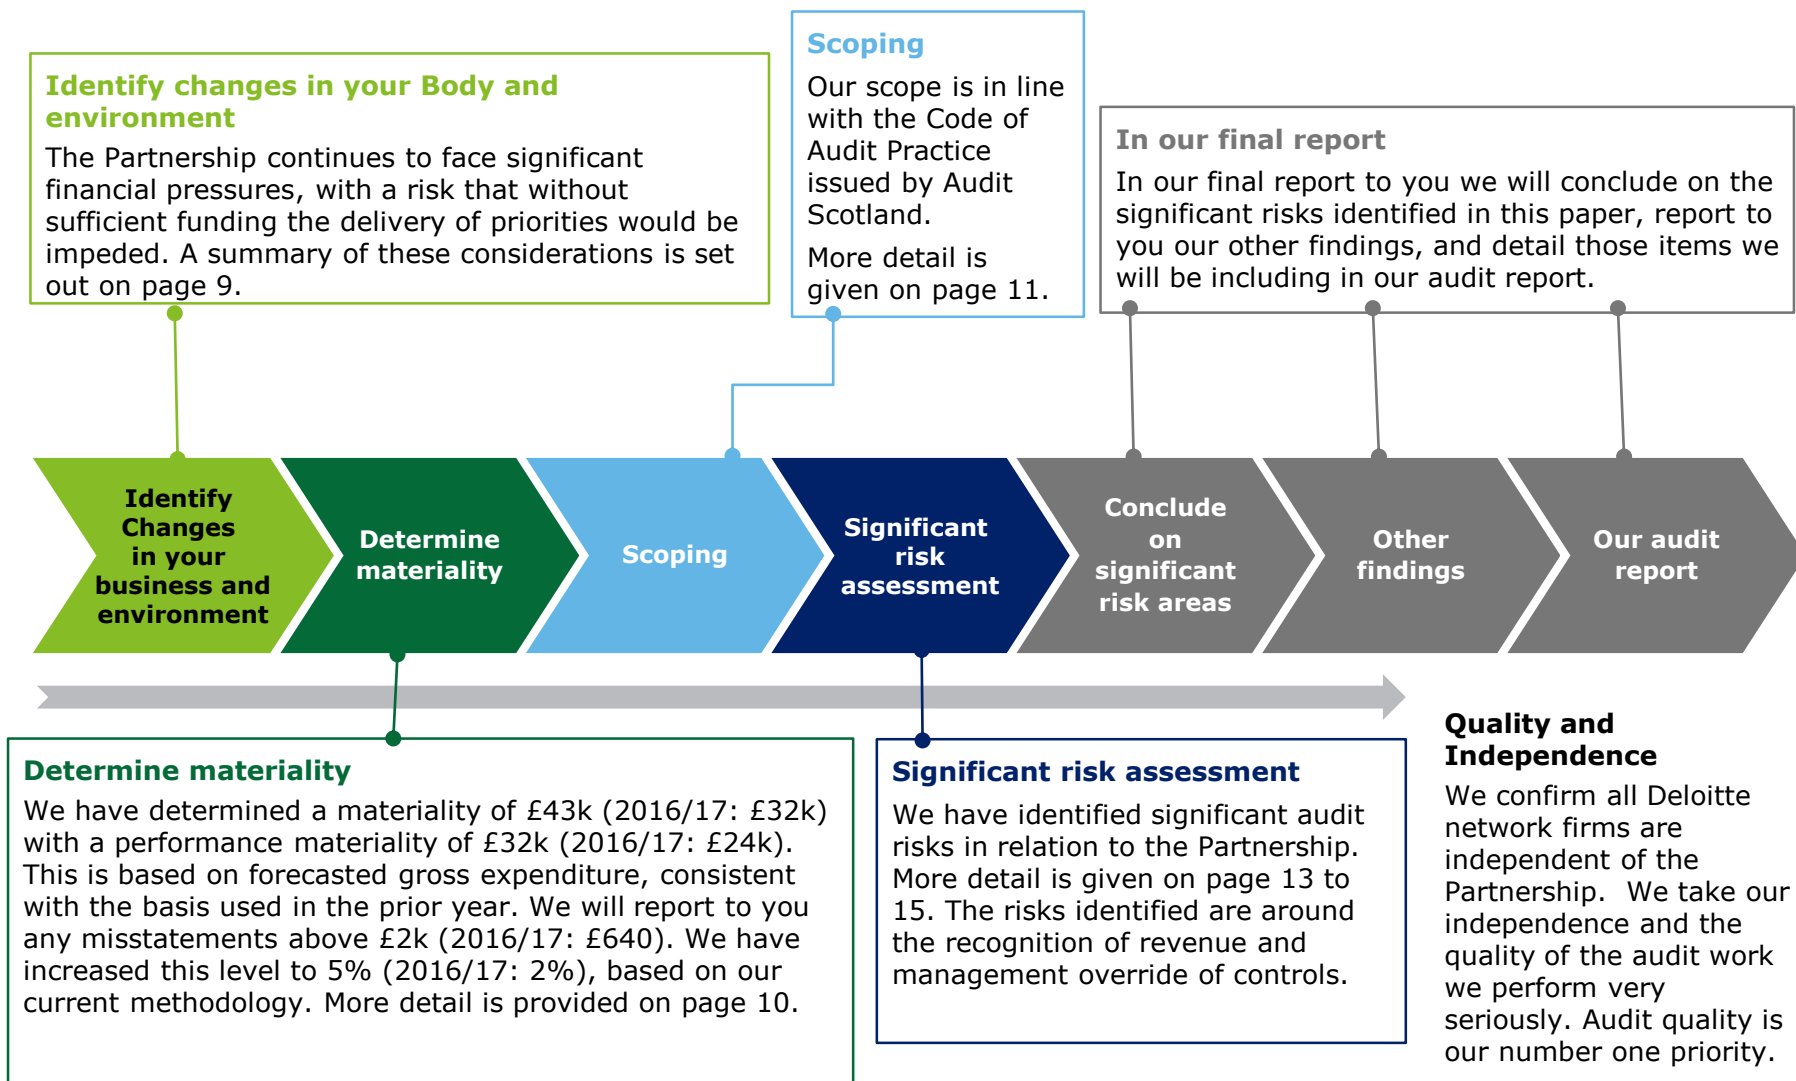 Identify changes in your Body and
environment
The Partnership continues to face significant
financial pressures, with a risk that without
sufficient funding the delivery of priorities would be
impeded. A summary of these considerations is set
out on page 9.
Scoping
Our scope is in line
with the Code of
Audit Practice
issued by Audit
Scotland.
More detail is
given on page 11.
In our final report
In our final report to you we will conclude on the
significant risks identified in this paper, report to
you our other findings, and detail those items we
will be including in our audit report.
Identify
Changes
in your
business and
environment
Determine
materiality
Scoping
Significant
risk
assessment
Conclude
on
significant
risk areas
Other
findings
Our audit
report
Determine materiality
We have determined a materiality of £43k (2016/17: £32k)
with a performance materiality of £32k (2016/17: £24k).
This is based on forecasted gross expenditure, consistent
with the basis used in the prior year. We will report to you
any misstatements above £2k (2016/17: £640). We have
increased this level to 5% (2016/17: 2%), based on our
current methodology. More detail is provided on page 10.
Significant risk assessment
We have identified significant audit
risks in relation to the Partnership.
More detail is given on page 13 to
15. The risks identified are around
the recognition of revenue and
management override of controls.
Quality and
Independence
We confirm all Deloitte
network firms are
independent of the
Partnership.  We take our
independence and the
quality of the audit work
we perform very
seriously. Audit quality is
our number one priority.